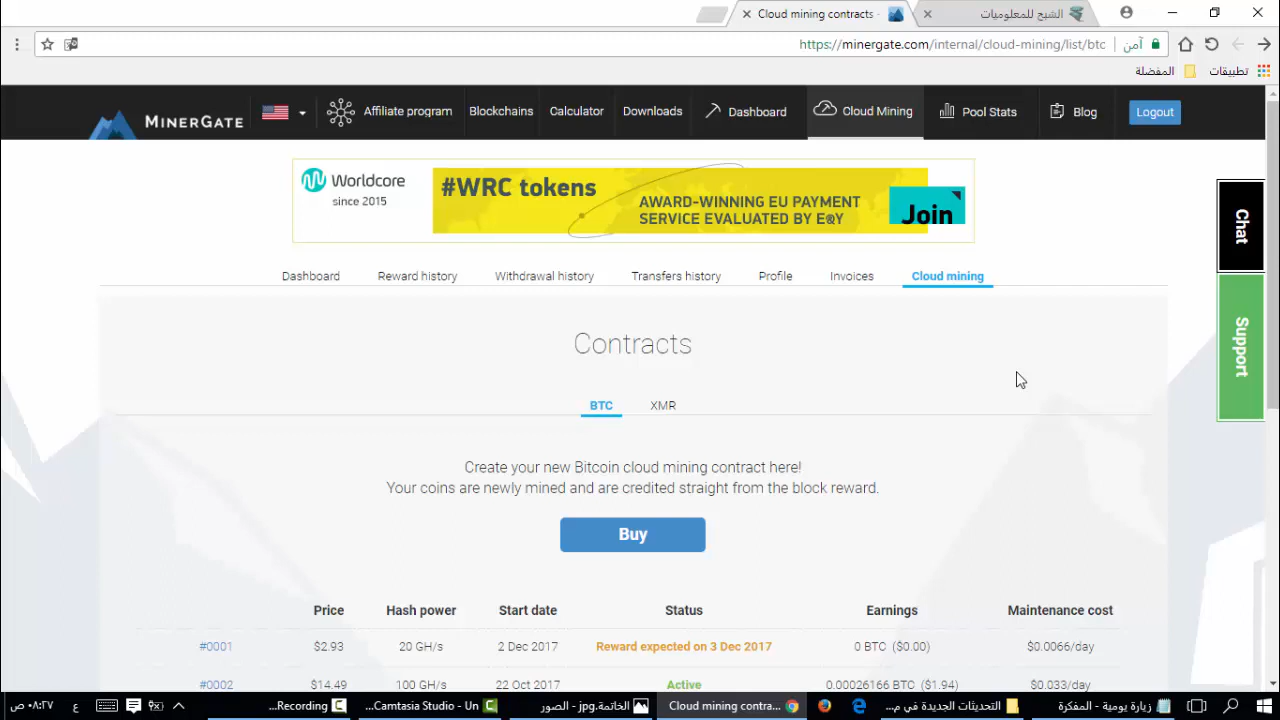 Cloud mining contracts -
الشبح للمعلوميات
https://minergate.com/internal/cloud-mining/list/btc
آمن
تطبيقات
المفضلة
MINERGATE
Affiliate program
Blockchains
Calculator
Downloads
Dashboard
Cloud Mining
Pool Stats
Blog
Logout
Worldcore
since 2015
#WRC tokens
AWARD-WINNING EU PAYMENT
SERVICE EVALUATED BY E&Y
Join
Chat
Support
Dashboard Reward history Withdrawal history Transfers history Profile Invoices Cloud mining
Contracts
BTC XMR
Create your new Bitcoin cloud mining contract here!
Your coins are newly mined and are credited straight from the block reward.
Buy
Price Hash power Start date Status Earnings Maintenance cost
#0001 $2.93 20 GH/s 2 Dec 2017 Reward expected on 3 Dec 2017 0 BTC ($0.00) $0.0066/day
#0002 $14.49 100 GH/s 22 Oct 2017 Active 0.00026166 BTC ($1.94) $0.033/day
زيارة يومية - المفكرة
التحديثات الجديدة في م...
Cloud mining contra...
الخاتمة.jpg - الصور
Camtasia Studio - Un...
Recording...
ع
٠٨:٢٧ ص